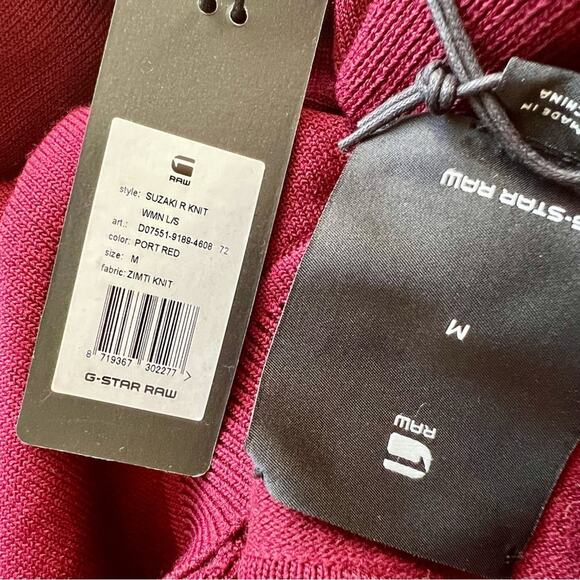 RAW
style: SUZAKI R KNIT
WMN L/S
art.: D07551-9189-4608 72
color: PORT RED
size: M
fabric: ZIMTI KNIT
8 719367 302277 >
G-STAR RAW
MADE IN
CHINA
G-STAR RAW
M
RAW